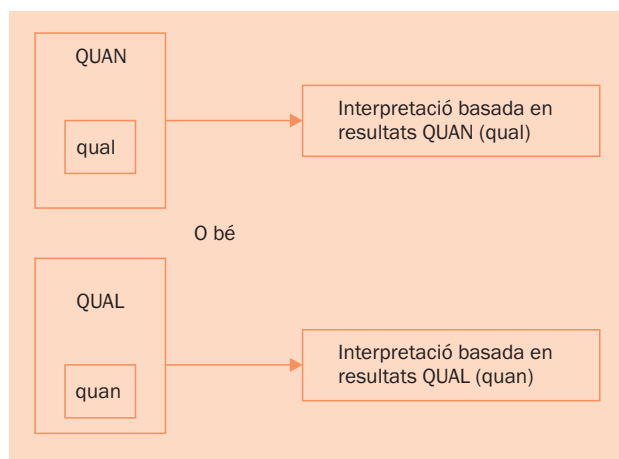 QUAN
qual
Interpretació basada en
resultats QUAN (qual)
O bé
QUAL
quan
Interpretació basada en
resultats QUAL (quan)